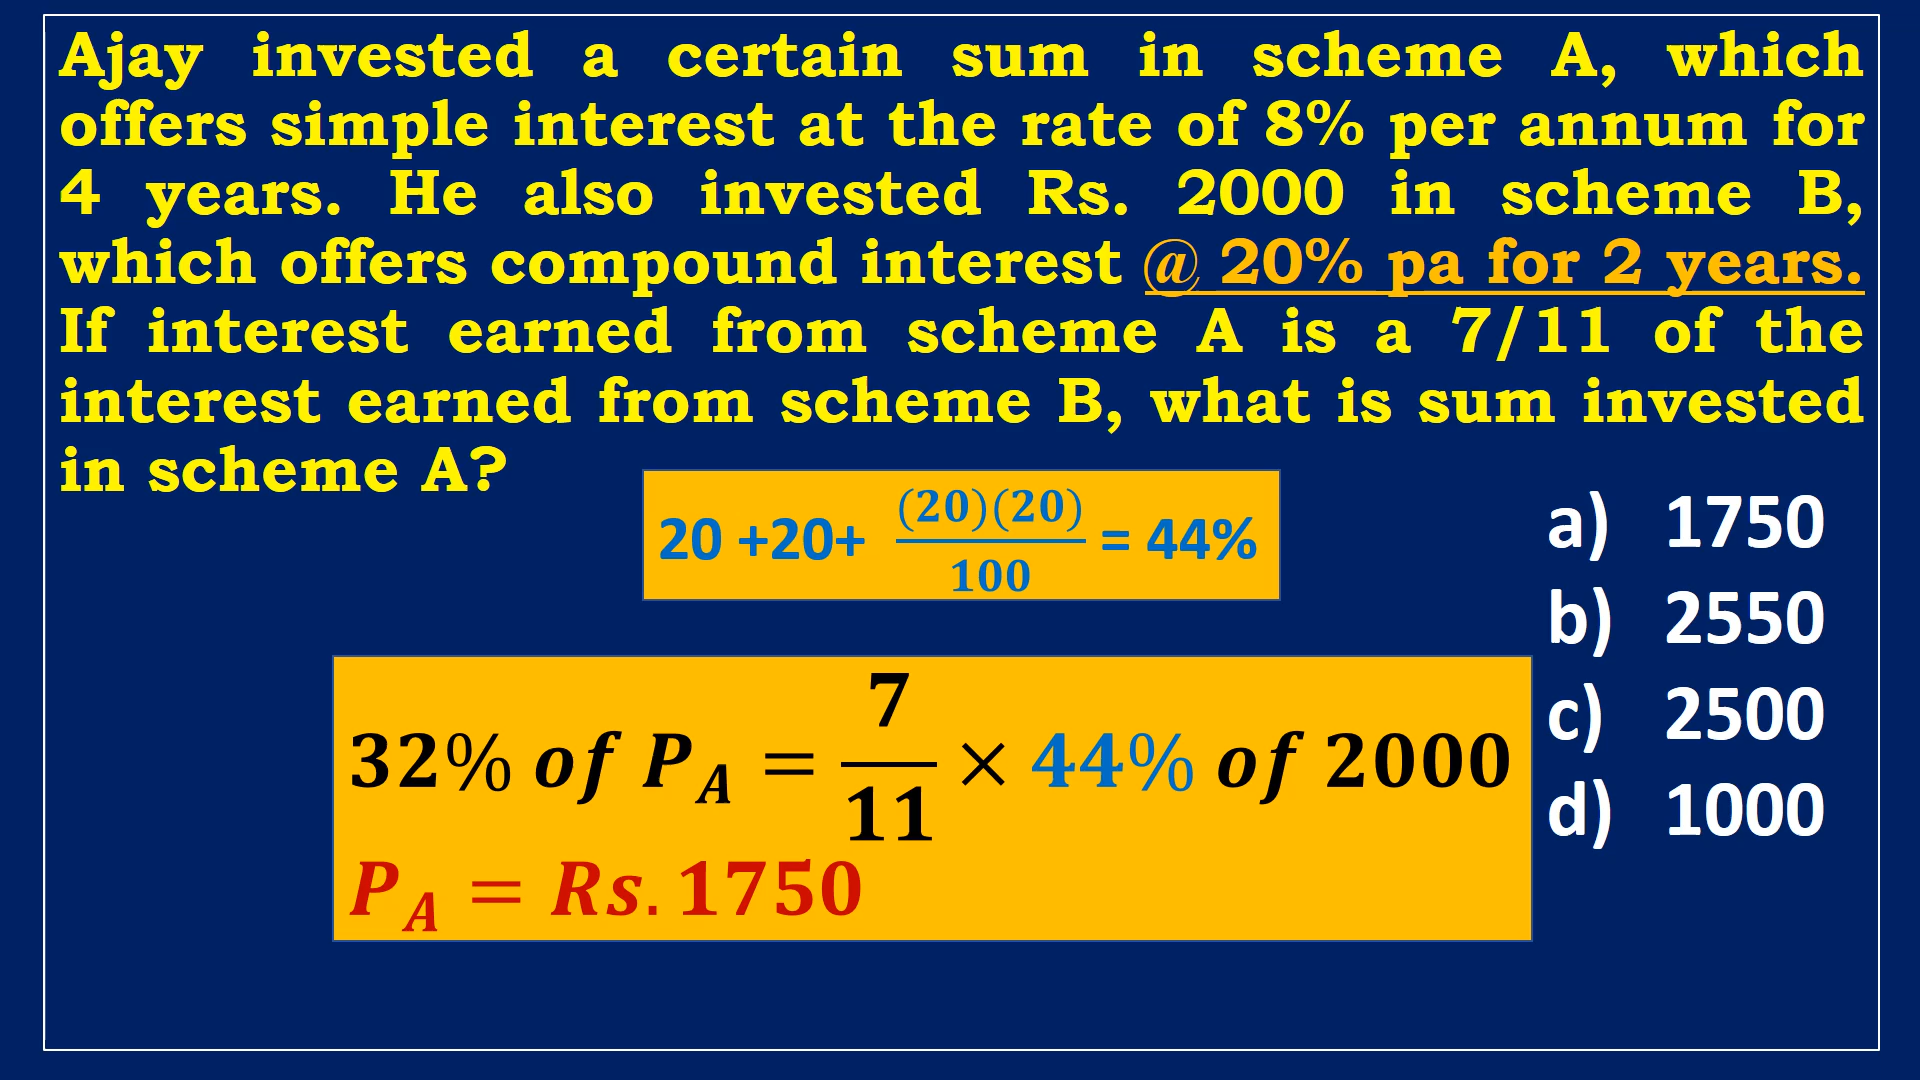 Ajay invested a certain sum in scheme A, which
offers simple interest at the rate of 8% per annum for
4 years. He also invested Rs. 2000 in scheme B,
which offers compound interest @ 20% pa for 2 years.
If interest earned from scheme A is a 7/11 of the
interest earned from scheme B, what is sum invested
in scheme A?
20 +20+ (20)(20)/100 = 44%
a) 1750
b) 2550
c) 2500
d) 1000
32% of P_A = 7/11 × 44% of 2000
P_A = Rs. 1750